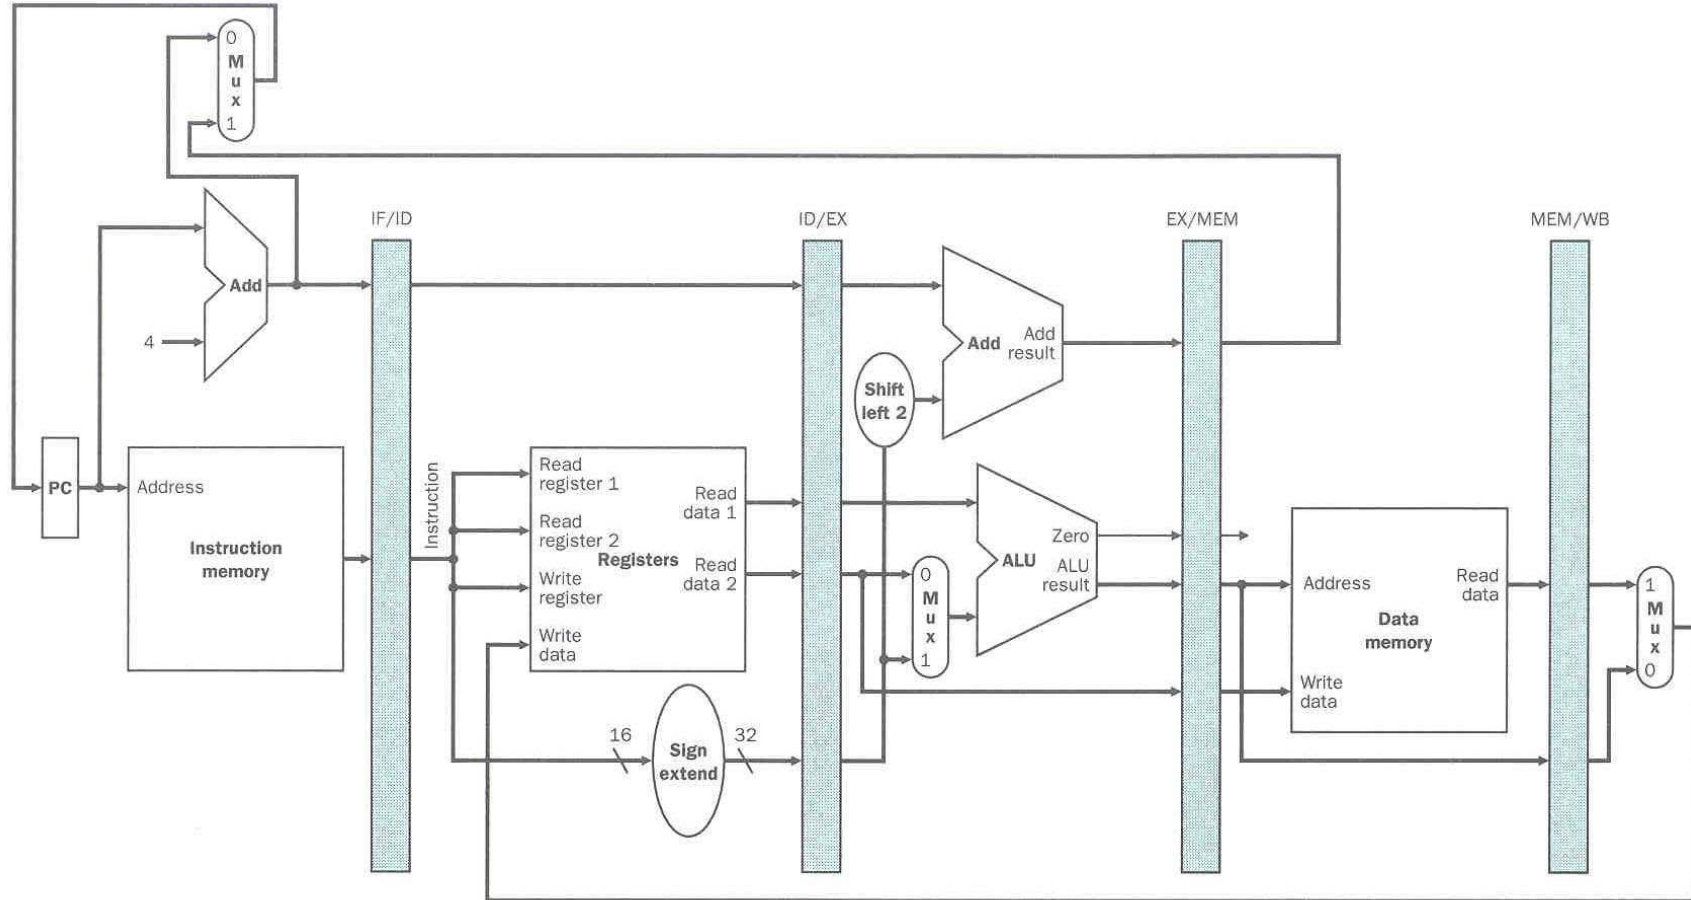 0
M
u
x
1
IF/ID
ID/EX
EX/MEM
MEM/WB
Add
4
Add
Add
result
Shift
left 2
PC
Address
Instruction
memory
Instruction
Read
register 1
Read
register 2
Write
register
Write
data
Registers
Read
data 1
Read
data 2
16
Sign
extend
32
0
M
u
x
1
Zero
ALU
ALU
result
Address
Read
data
Data
memory
Write
data
1
M
u
x
0